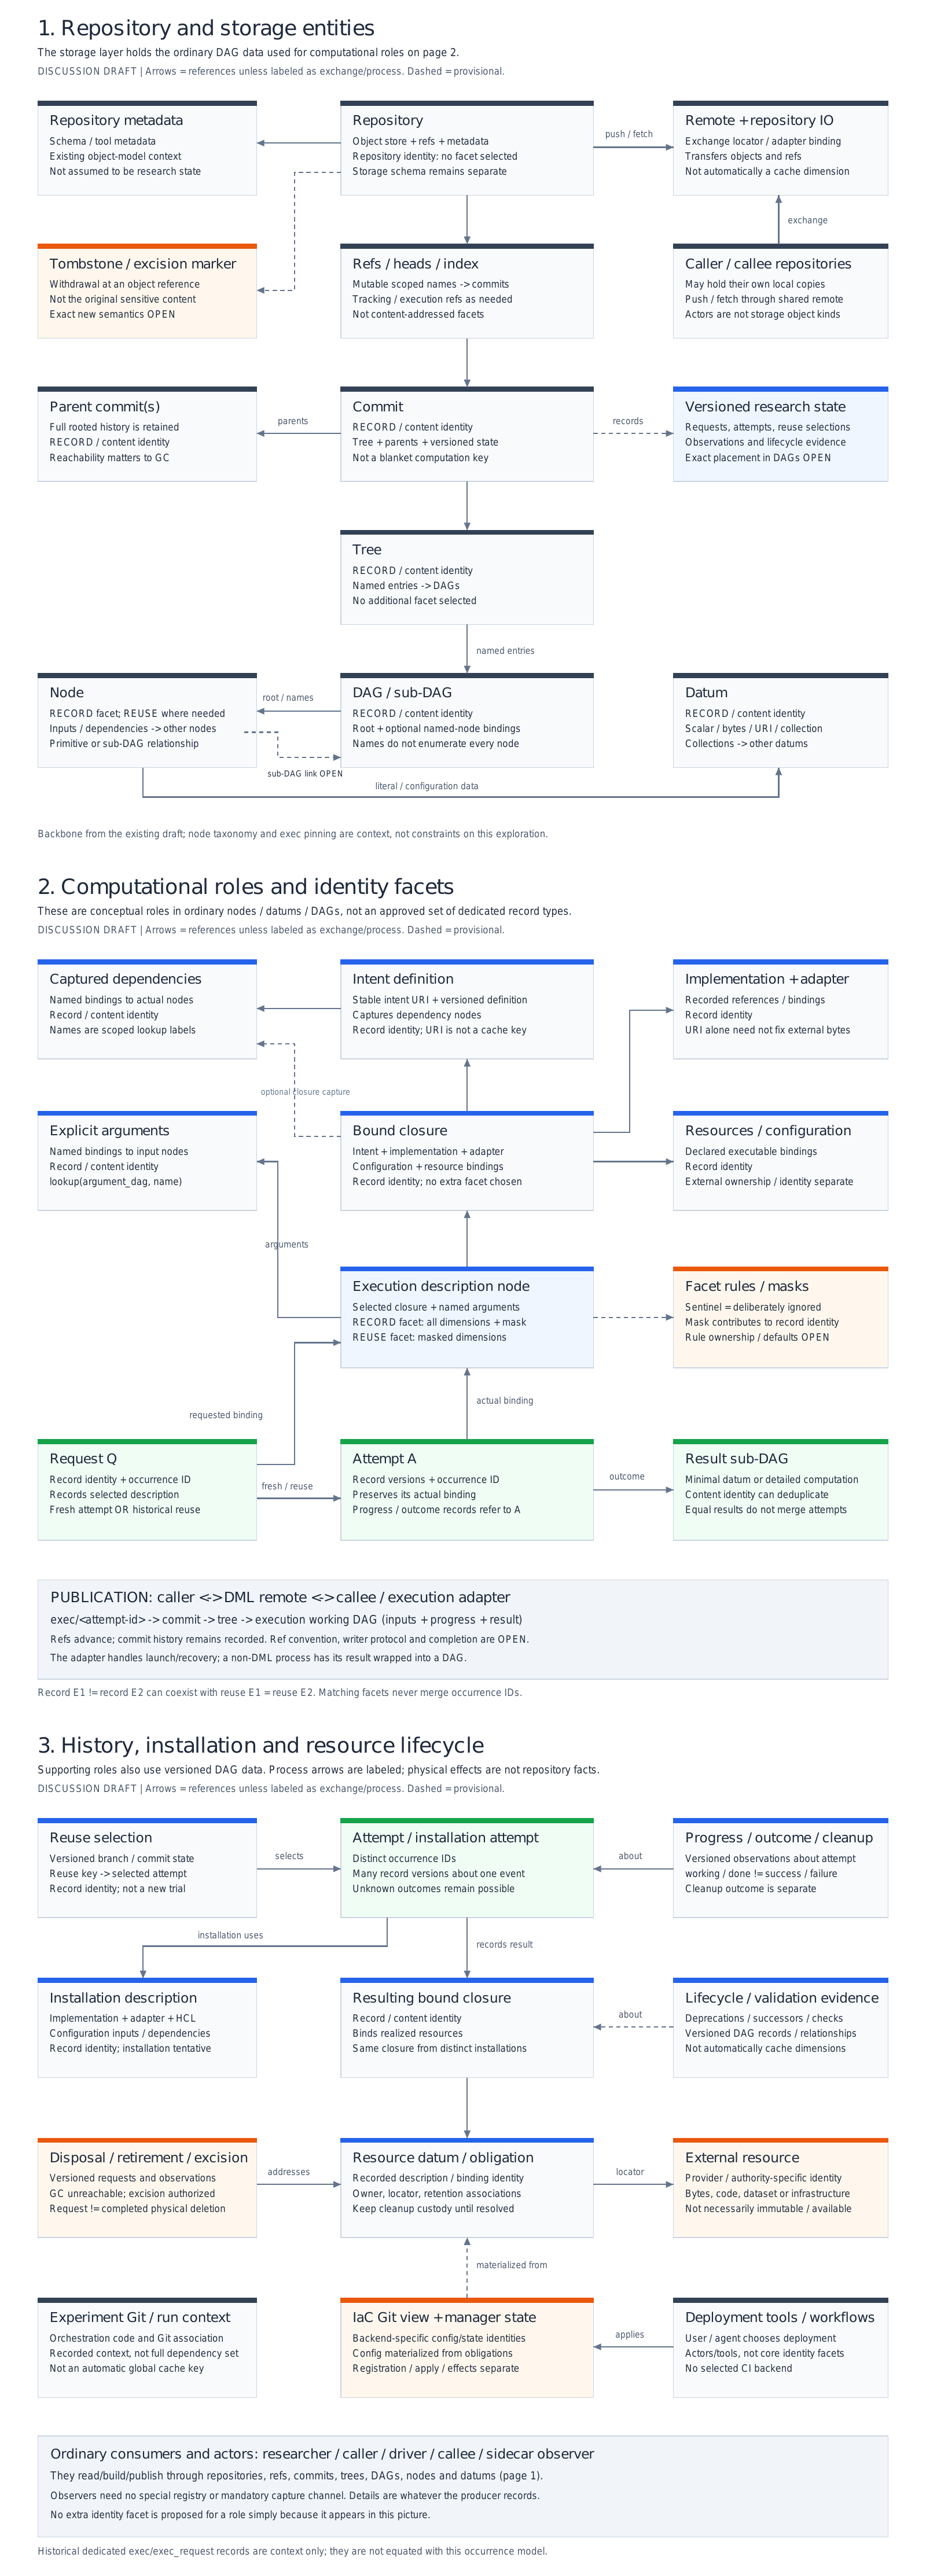 1. Repository and storage entities
The storage layer holds the ordinary DAG data used for computational roles on page 2.
DISCUSSION DRAFT | Arrows = references unless labeled as exchange/process. Dashed = provisional.
Repository metadata
Schema / tool metadata
Existing object-model context
Not assumed to be research state
Repository
Object store + refs + metadata
Repository identity: no facet selected
Storage schema remains separate
push / fetch
Remote + repository IO
Exchange locator / adapter binding
Transfers objects and refs
Not automatically a cache dimension
exchange
Tombstone / excision marker
Withdrawal at an object reference
Not the original sensitive content
Exact new semantics OPEN
Refs / heads / index
Mutable scoped names -> commits
Tracking / execution refs as needed
Not content-addressed facets
Caller / callee repositories
May hold their own local copies
Push / fetch through shared remote
Actors are not storage object kinds
Parent commit(s)
Full rooted history is retained
RECORD / content identity
Reachability matters to GC
parents
Commit
RECORD / content identity
Tree + parents + versioned state
Not a blanket computation key
records
Versioned research state
Requests, attempts, reuse selections
Observations and lifecycle evidence
Exact placement in DAGs OPEN
Tree
RECORD / content identity
Named entries -> DAGs
No additional facet selected
named entries
Node
RECORD facet; REUSE where needed
Inputs / dependencies -> other nodes
Primitive or sub-DAG relationship
root / names
sub-DAG link OPEN
DAG / sub-DAG
RECORD / content identity
Root + optional named-node bindings
Names do not enumerate every node
Datum
RECORD / content identity
Scalar / bytes / URI / collection
Collections -> other datums
literal / configuration data
Backbone from the existing draft; node taxonomy and exec pinning are context, not constraints on this exploration.
2. Computational roles and identity facets
These are conceptual roles in ordinary nodes / datums / DAGs, not an approved set of dedicated record types.
DISCUSSION DRAFT | Arrows = references unless labeled as exchange/process. Dashed = provisional.
Captured dependencies
Named bindings to actual nodes
Record / content identity
Names are scoped lookup labels
Intent definition
Stable intent URI + versioned definition
Captures dependency nodes
Record identity; URI is not a cache key
Implementation + adapter
Recorded references / bindings
Record identity
URI alone need not fix external bytes
optional closure capture
Explicit arguments
Named bindings to input nodes
Record / content identity
lookup(argument_dag, name)
Bound closure
Intent + implementation + adapter
Configuration + resource bindings
Record identity; no extra facet chosen
Resources / configuration
Declared executable bindings
Record identity
External ownership / identity separate
arguments
Execution description node
Selected closure + named arguments
RECORD facet: all dimensions + mask
REUSE facet: masked dimensions
Facet rules / masks
Sentinel = deliberately ignored
Mask contributes to record identity
Rule ownership / defaults OPEN
requested binding
actual binding
Request Q
Record identity + occurrence ID
Records selected description
Fresh attempt OR historical reuse
fresh / reuse
Attempt A
Record versions + occurrence ID
Preserves its actual binding
Progress / outcome records refer to A
outcome
Result sub-DAG
Minimal datum or detailed computation
Content identity can deduplicate
Equal results do not merge attempts
PUBLICATION: caller <-> DML remote <-> callee / execution adapter
exec/<attempt-id> -> commit -> tree -> execution working DAG (inputs + progress + result)
Refs advance; commit history remains recorded. Ref convention, writer protocol and completion are OPEN.
The adapter handles launch/recovery; a non-DML process has its result wrapped into a DAG.
Record E1 != record E2 can coexist with reuse E1 = reuse E2. Matching facets never merge occurrence IDs.
3. History, installation and resource lifecycle
Supporting roles also use versioned DAG data. Process arrows are labeled; physical effects are not repository facts.
DISCUSSION DRAFT | Arrows = references unless labeled as exchange/process. Dashed = provisional.
Reuse selection
Versioned branch / commit state
Reuse key -> selected attempt
Record identity; not a new trial
selects
Attempt / installation attempt
Distinct occurrence IDs
Many record versions about one event
Unknown outcomes remain possible
about
Progress / outcome / cleanup
Versioned observations about attempt
working / done != success / failure
Cleanup outcome is separate
installation uses
records result
Installation description
Implementation + adapter + HCL
Configuration inputs / dependencies
Record identity; installation tentative
Resulting bound closure
Record / content identity
Binds realized resources
Same closure from distinct installations
about
Lifecycle / validation evidence
Deprecations / successors / checks
Versioned DAG records / relationships
Not automatically cache dimensions
Disposal / retirement / excision
Versioned requests and observations
GC unreachable; excision authorized
Request != completed physical deletion
addresses
Resource datum / obligation
Recorded description / binding identity
Owner, locator, retention associations
Keep cleanup custody until resolved
locator
External resource
Provider / authority-specific identity
Bytes, code, dataset or infrastructure
Not necessarily immutable / available
materialized from
Experiment Git / run context
Orchestration code and Git association
Recorded context, not full dependency set
Not an automatic global cache key
IaC Git view + manager state
Backend-specific config/state identities
Config materialized from obligations
Registration / apply / effects separate
applies
Deployment tools / workflows
User / agent chooses deployment
Actors/tools, not core identity facets
No selected CI backend
Ordinary consumers and actors: researcher / caller / driver / callee / sidecar observer
They read/build/publish through repositories, refs, commits, trees, DAGs, nodes and datums (page 1).
Observers need no special registry or mandatory capture channel. Details are whatever the producer records.
No extra identity facet is proposed for a role simply because it appears in this picture.
Historical dedicated exec/exec_request records are context only; they are not equated with this occurrence model.